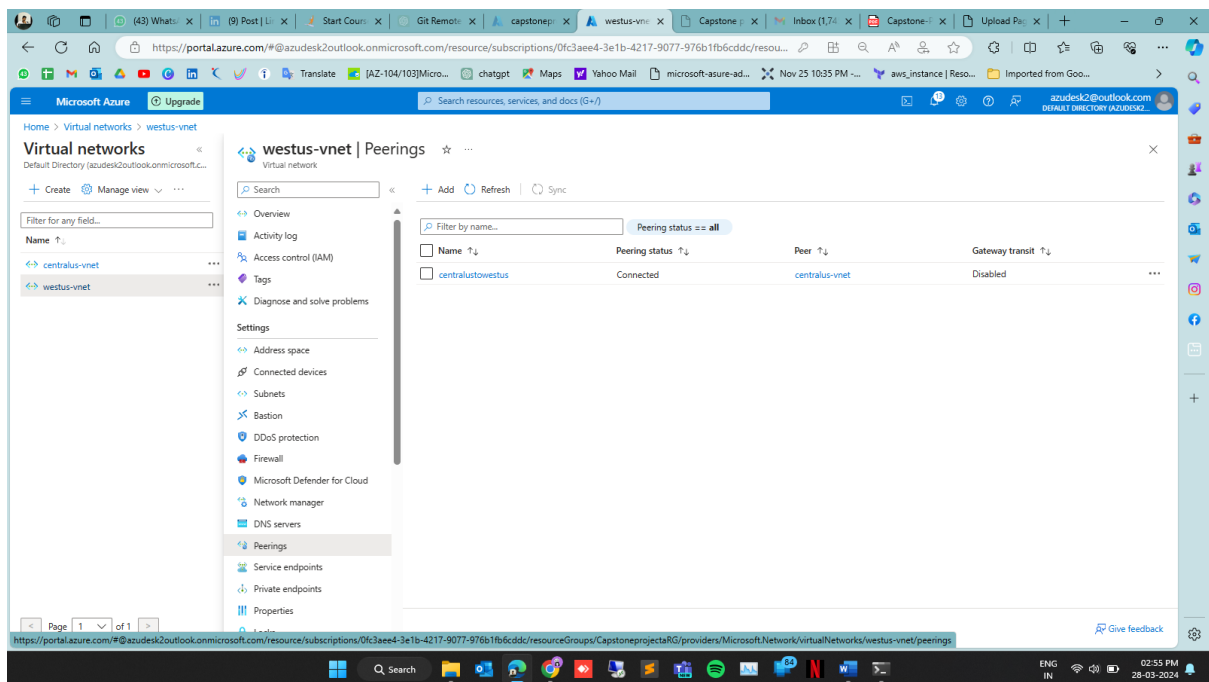 (43) Whats
(9) Post | Li
Start Cours
Git Remote
capstonepr
westus-vne
Capstone p
Inbox (1,74
Capstone-P
Upload Pag
https://portal.azure.com/#@azudesk2outlook.onmicrosoft.com/resource/subscriptions/0fc3aee4-3e1b-4217-9077-976b1fb6cddc/resou...
Translate
[AZ-104/103]Micro...
chatgpt
Maps
Yahoo Mail
microsoft-asure-ad...
Nov 25 10:35 PM -...
aws_instance | Reso...
Imported from Goo...
Microsoft Azure
Upgrade
Search resources, services, and docs (G+/)
azudesk2@outlook.com
DEFAULT DIRECTORY (AZUDESK2...
Home > Virtual networks > westus-vnet
Virtual networks
Default Directory (azudesk2outlook.onmicrosoft.c...
westus-vnet | Peerings
Virtual network
Create
Manage view
Search
Add
Refresh
Sync
Filter for any field...
Name
centralus-vnet
westus-vnet
Overview
Activity log
Access control (IAM)
Tags
Diagnose and solve problems
Settings
Address space
Connected devices
Subnets
Bastion
DDoS protection
Firewall
Microsoft Defender for Cloud
Network manager
DNS servers
Peerings
Service endpoints
Private endpoints
Properties
Filter by name...
Peering status == all
Name
Peering status
Peer
Gateway transit
centralustowestus
Connected
centralus-vnet
Disabled
< Page 1 of 1 >
Give feedback
https://portal.azure.com/#@azudesk2outlook.onmicrosoft.com/resource/subscriptions/0fc3aee4-3e1b-4217-9077-976b1fb6cddc/resourceGroups/CapstoneprojectaRG/providers/Microsoft.Network/virtualNetworks/westus-vnet/peerings
Search
84
ENG
IN
02:55 PM
28-03-2024